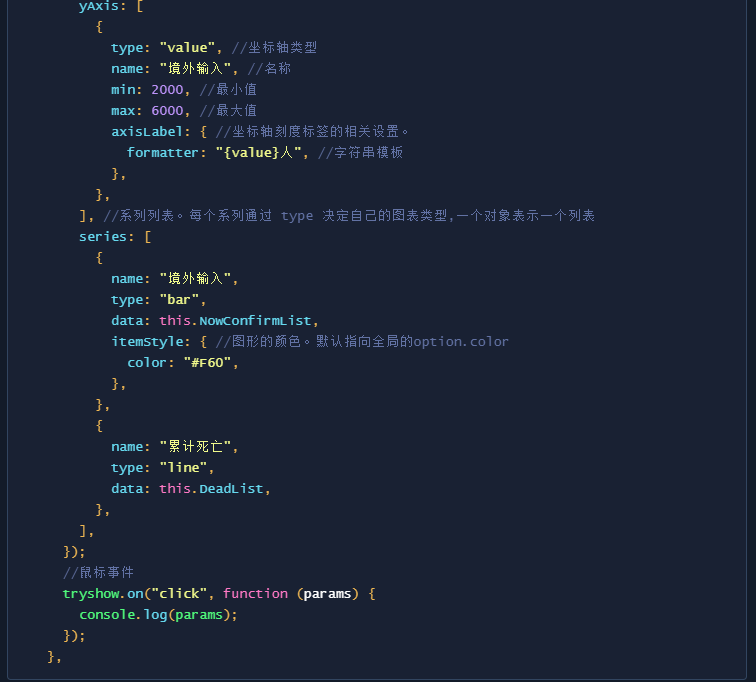 yAxis: [
{
type: "value", //坐标轴类型
name: "境外输入", //名称
min: 2000, //最小值
max: 6000, //最大值
axisLabel: { //坐标轴刻度标签的相关设置。
formatter: "{value}人", //字符串模板
},
},
], //系列列表。每个系列通过 type 决定自己的图表类型,一个对象表示一个列表
series: [
{
name: "境外输入",
type: "bar",
data: this.NowConfirmList,
itemStyle: { //图形的颜色。默认指向全局的option.color
color: "#F60",
},
},
{
name: "累计死亡",
type: "line",
data: this.DeadList,
},
],
});
//鼠标事件
tryshow.on("click", function (params) {
console.log(params);
});
},